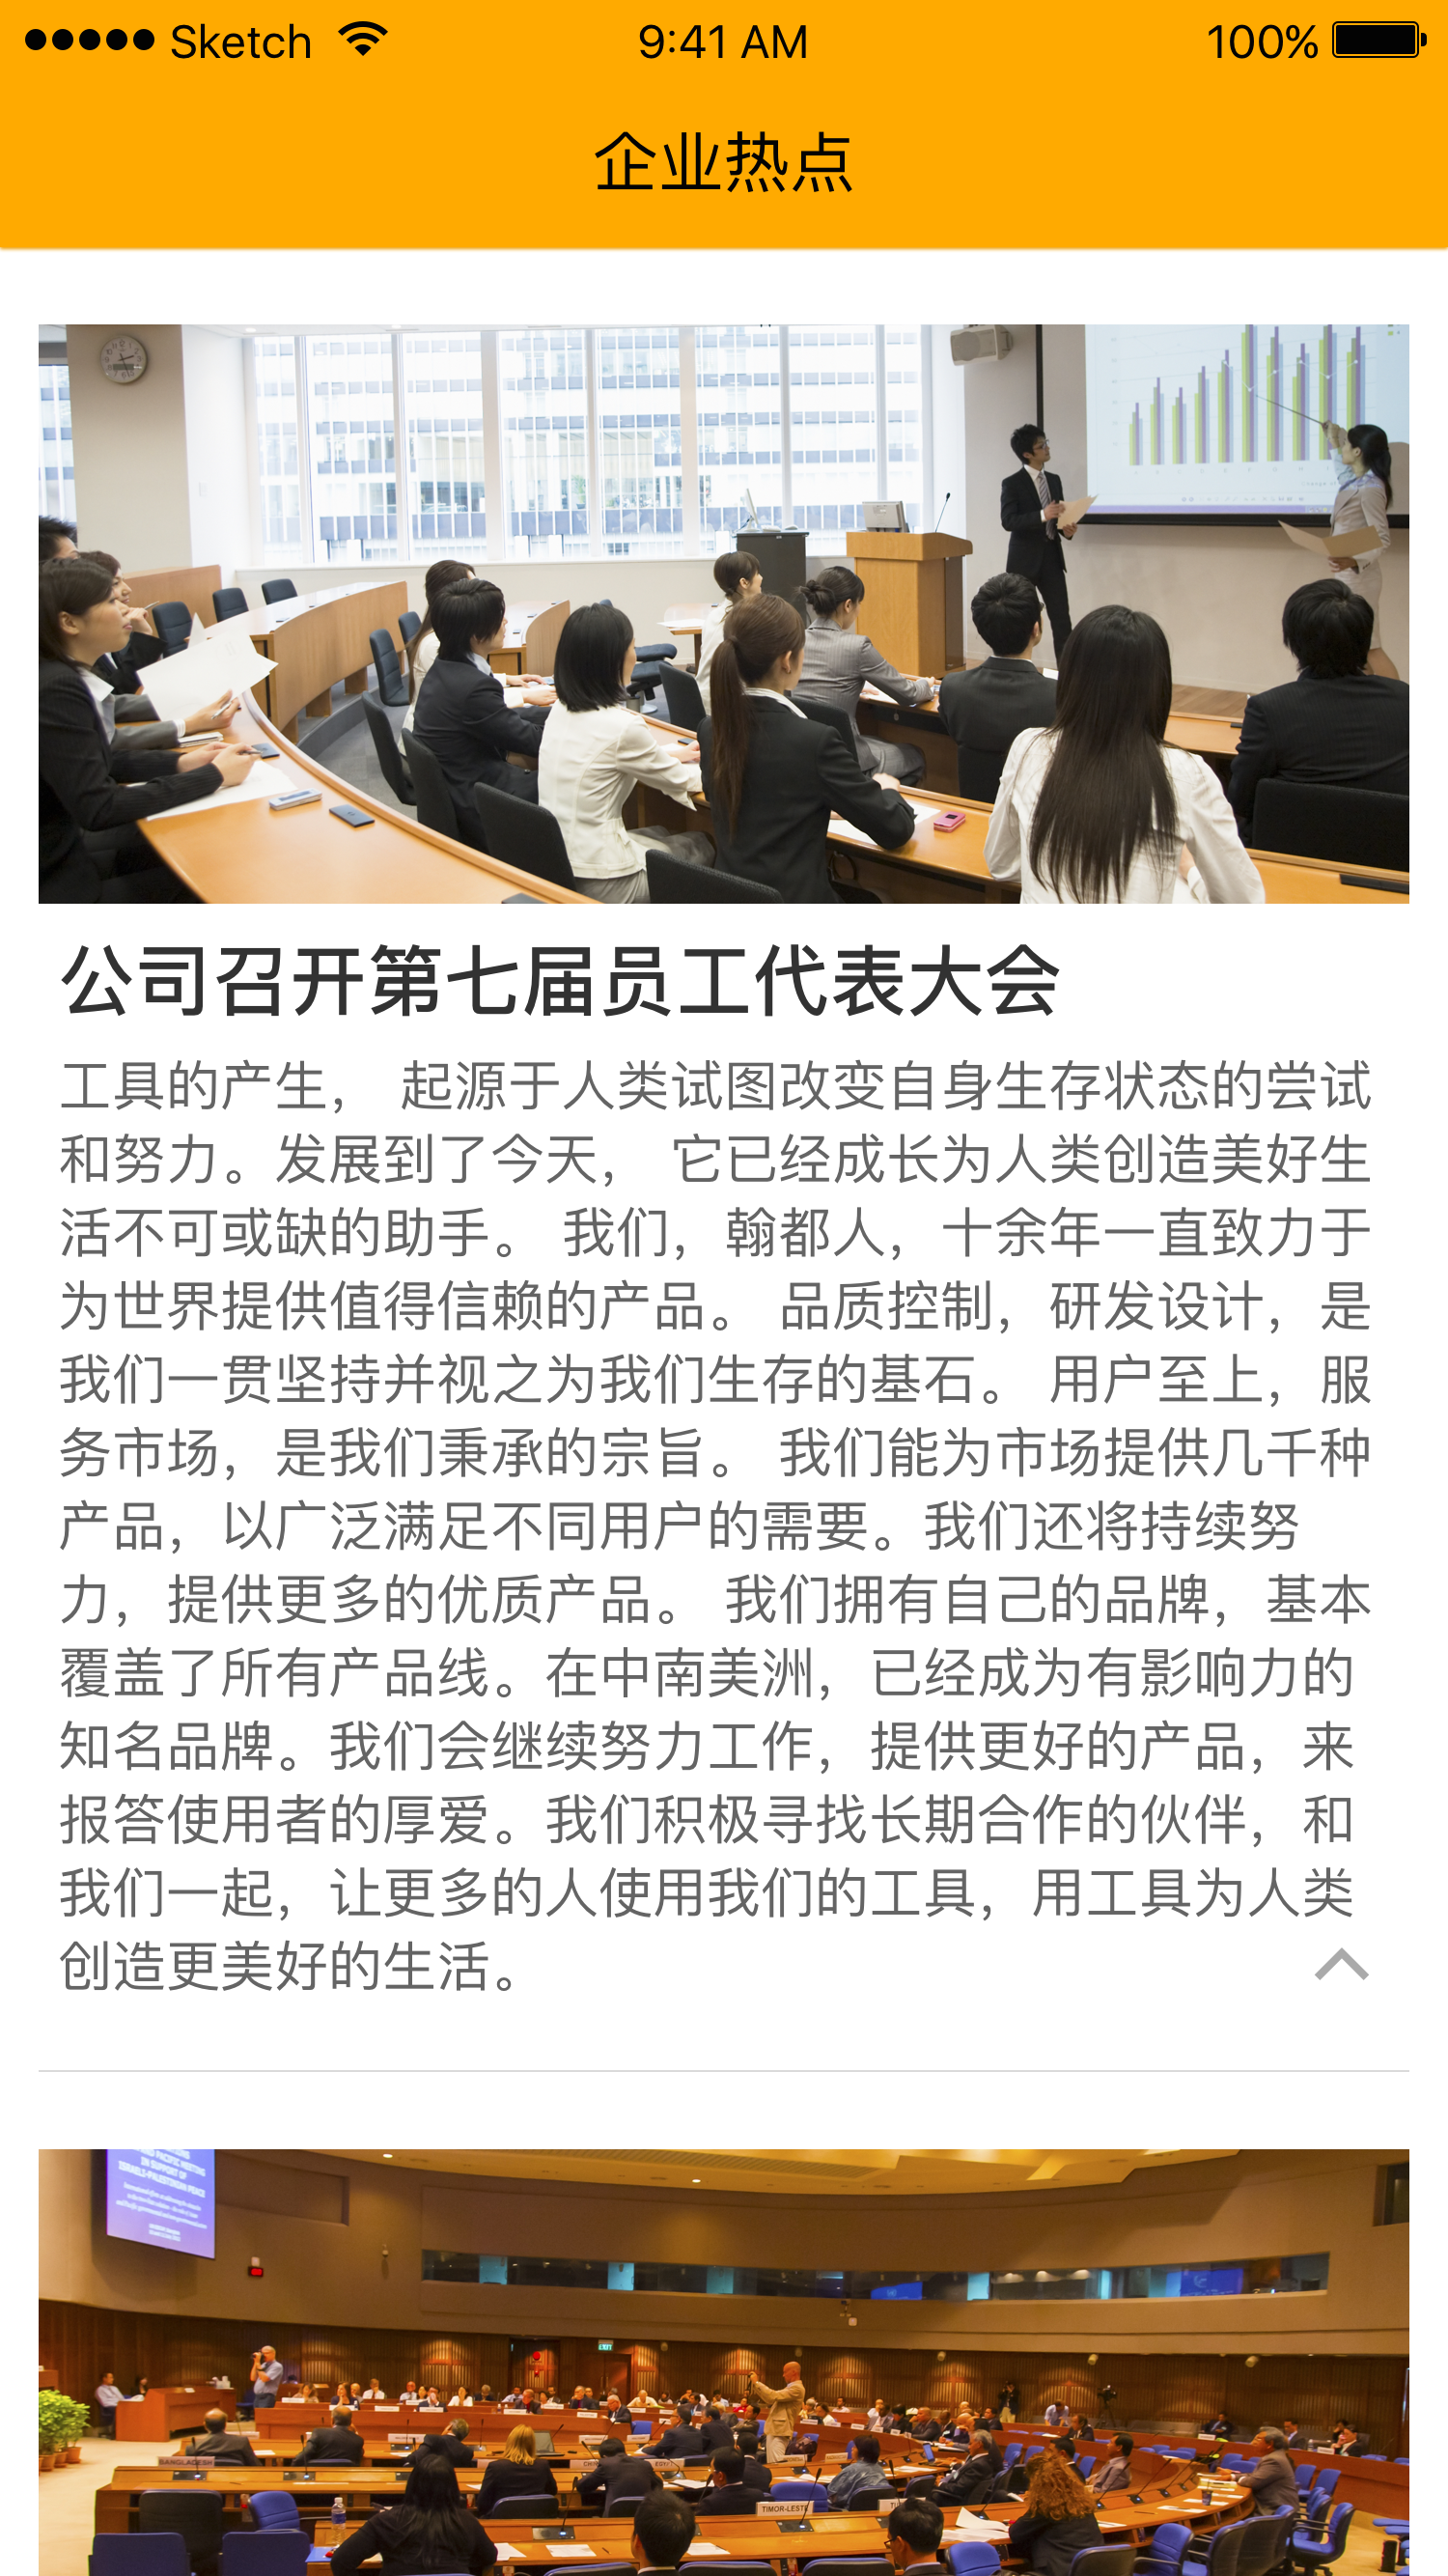 Sketch 9:41 AM 100%
企业热点
公司召开第七届员工代表大会
工具的产生， 起源于人类试图改变自身生存状态的尝试
和努力。发展到了今天， 它已经成长为人类创造美好生
活不可或缺的助手。 我们，翰都人，十余年一直致力于
为世界提供值得信赖的产品。 品质控制，研发设计，是
我们一贯坚持并视之为我们生存的基石。 用户至上，服
务市场，是我们秉承的宗旨。 我们能为市场提供几千种
产品，以广泛满足不同用户的需要。我们还将持续努
力，提供更多的优质产品。 我们拥有自己的品牌，基本
覆盖了所有产品线。在中南美洲，已经成为有影响力的
知名品牌。我们会继续努力工作，提供更好的产品，来
报答使用者的厚爱。我们积极寻找长期合作的伙伴，和
我们一起，让更多的人使用我们的工具，用工具为人类
创造更美好的生活。
PACIFIC MEETING
IN SUPPORT OF
ISRAELI-PALESTINIAN PEACE
EXIT
BANGLADESH
TIMOR-LESTE